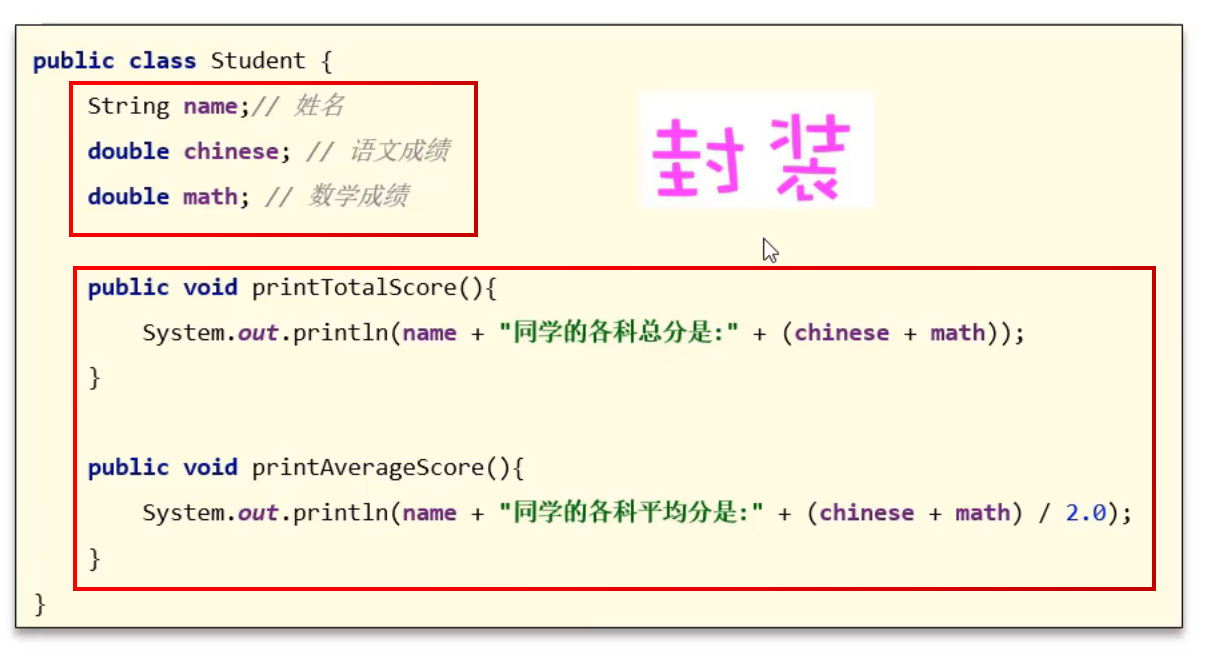 public class Student {
String name;// 姓名
double chinese; // 语文成绩
double math; // 数学成绩
封装
public void printTotalScore(){
System.out.println(name + "同学的各科总分是:" + (chinese + math));
}
public void printAverageScore(){
System.out.println(name + "同学的各科平均分是:" + (chinese + math) / 2.0);
}
}